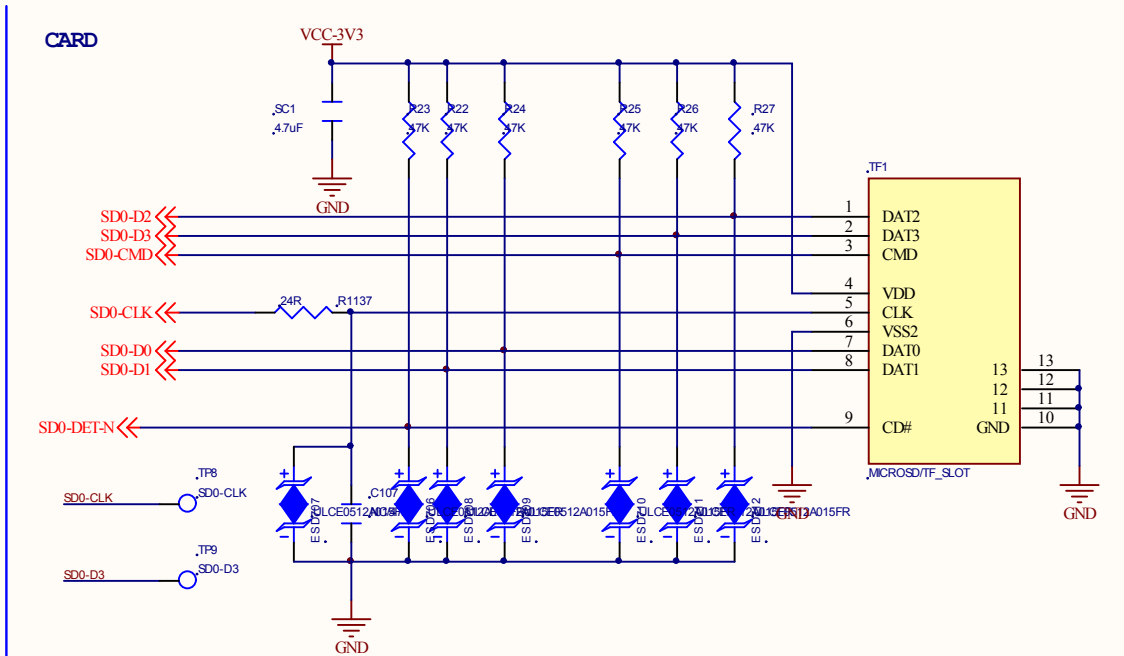 CARD
VCC-3V3
SC1
4.7uF
GND
R23
47K
R22
47K
R24
47K
R25
47K
R26
47K
R27
47K
TF1
SD0-D2
SD0-D3
SD0-CMD
SD0-CLK
24R
R1137
SD0-D0
SD0-D1
SD0-DET-N
1 DAT2
2 DAT3
3 CMD
4 VDD
5 CLK
6 VSS2
7 DAT0
8 DAT1
9 CD#
13 13
12 12
11 11
GND 10
MICROSD/TF_SLOT
GND
GND
TP8
SD0-CLK
SD0-CLK
TP9
SD0-D3
SD0-D3
C107
GND